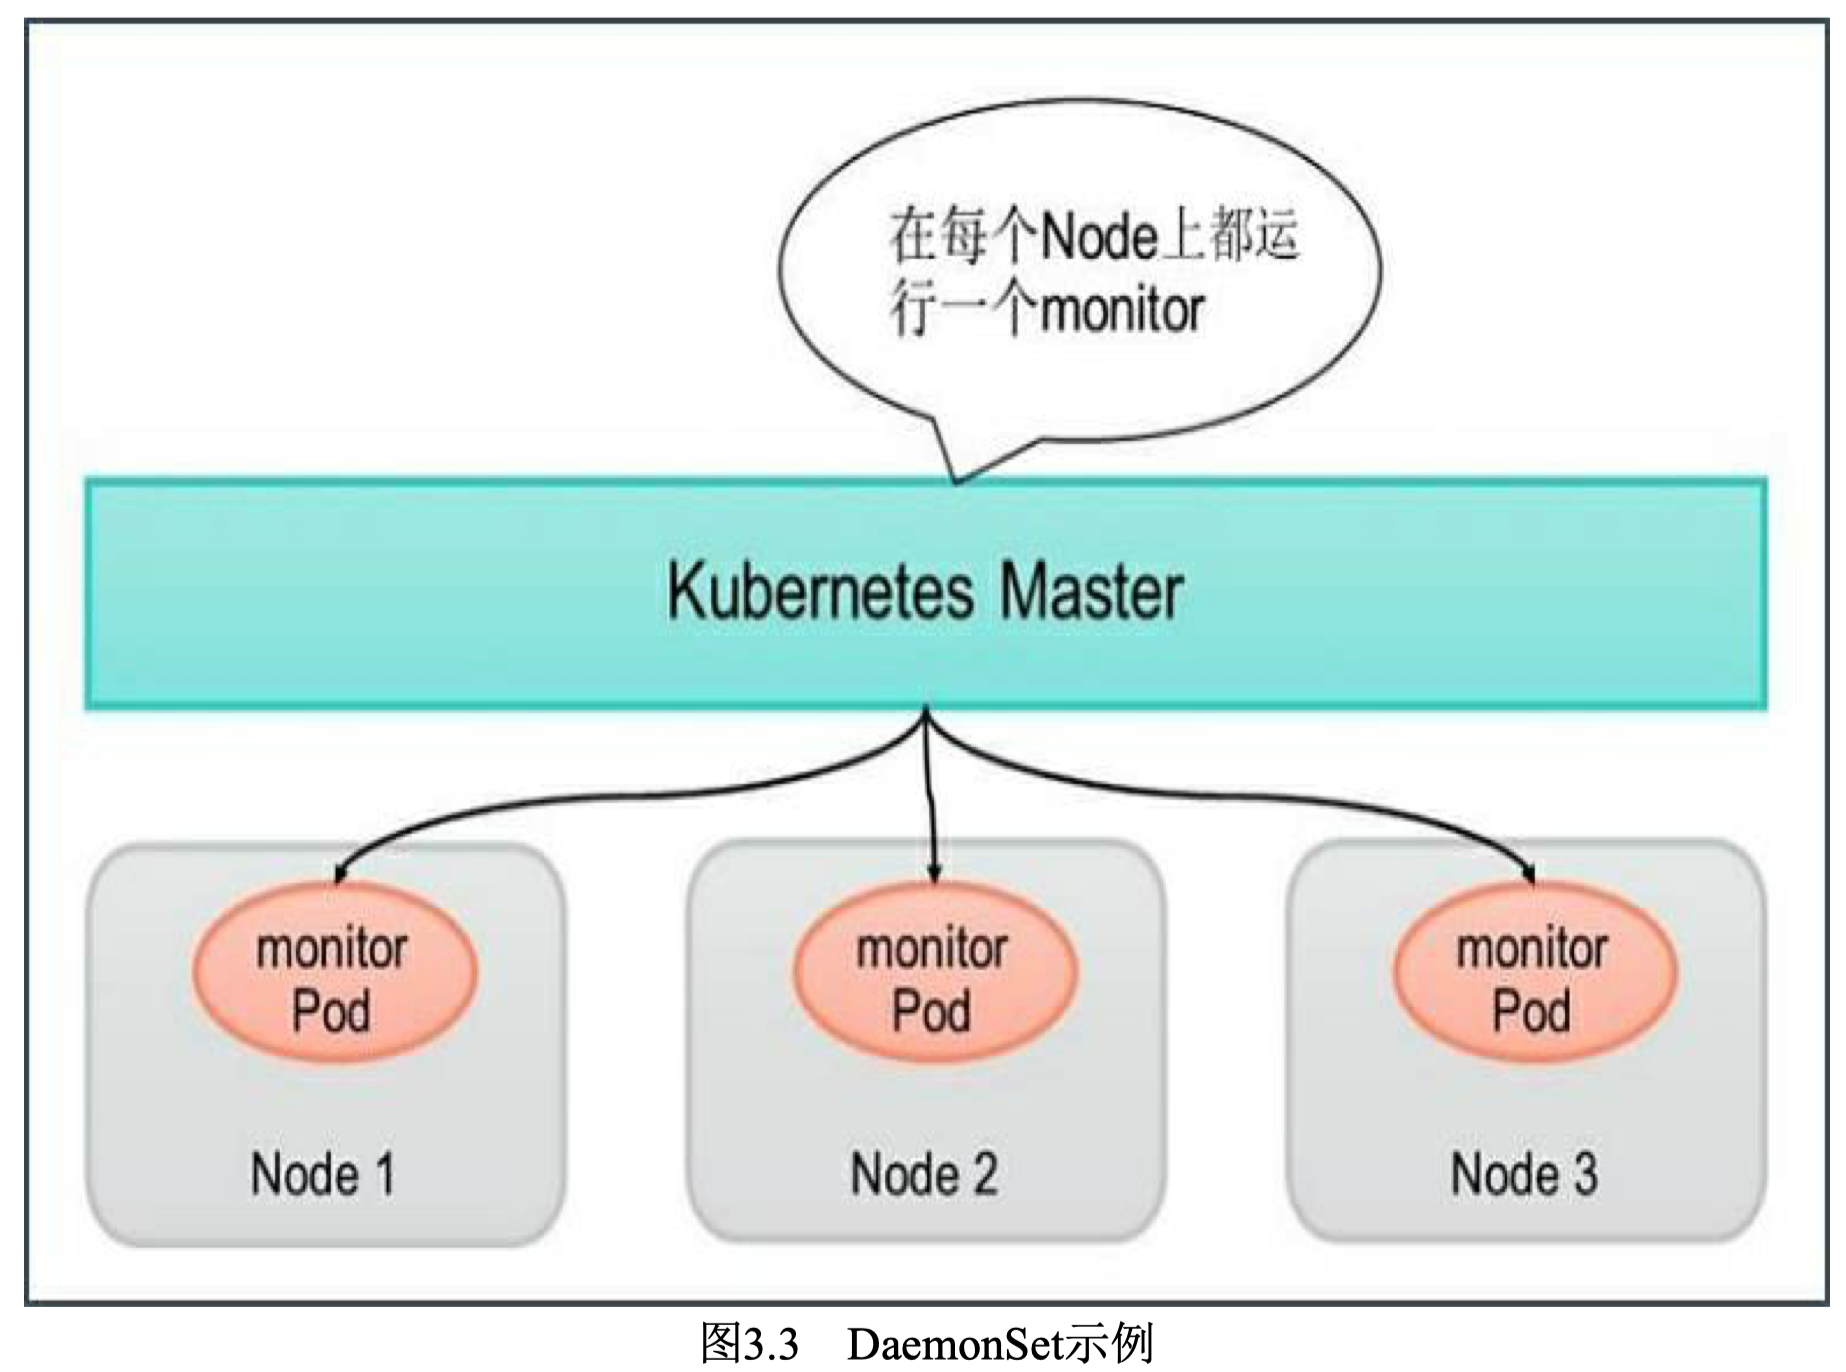 在每个Node上都运
行一个monitor
Kubernetes Master
monitor
Pod
Node 1
monitor
Pod
Node 2
monitor
Pod
Node 3
图3.3 DaemonSet示例